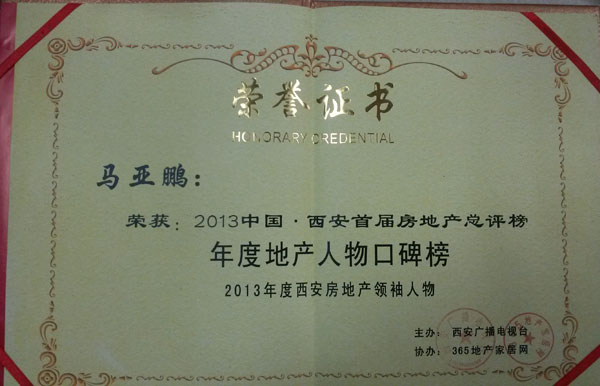 荣誉证书
HONORARY CREDENTIAL
马亚鹏：
荣获：2013中国·西安首届房地产总评榜
年度地产人物口碑榜
2013年度西安房地产领袖人物
主办：西安广播电视台
协办：365地产家居网